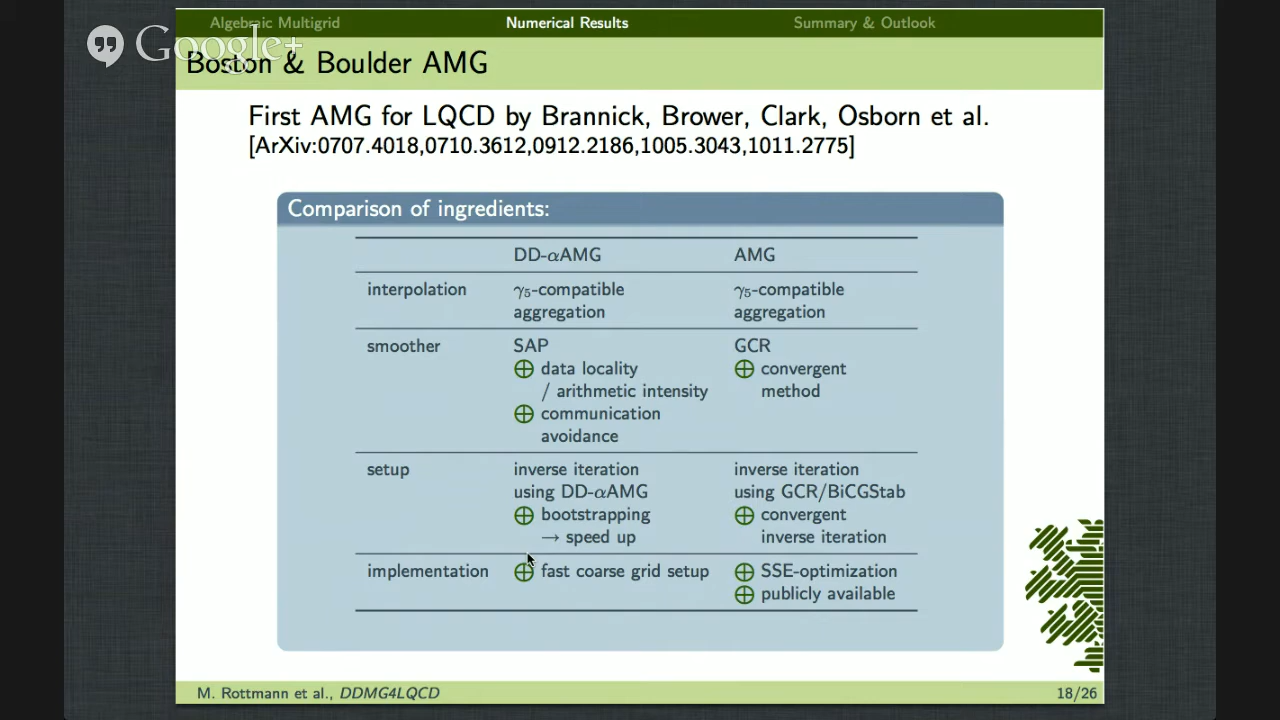 Algebraic Multigrid Numerical Results Summary & Outlook
Google+
Boston & Boulder AMG
First AMG for LQCD by Brannick, Brower, Clark, Osborn et al.
[ArXiv:0707.4018,0710.3612,0912.2186,1005.3043,1011.2775]
Comparison of ingredients:
DD-αAMG AMG
interpolation γ₅-compatible γ₅-compatible
aggregation aggregation
smoother SAP GCR
⊕ data locality ⊕ convergent
/ arithmetic intensity method
⊕ communication
avoidance
setup inverse iteration inverse iteration
using DD-αAMG using GCR/BiCGStab
⊕ bootstrapping ⊕ convergent
→ speed up inverse iteration
implementation ⊕ fast coarse grid setup ⊕ SSE-optimization
⊕ publicly available
M. Rottmann et al., DDMG4LQCD 18/26